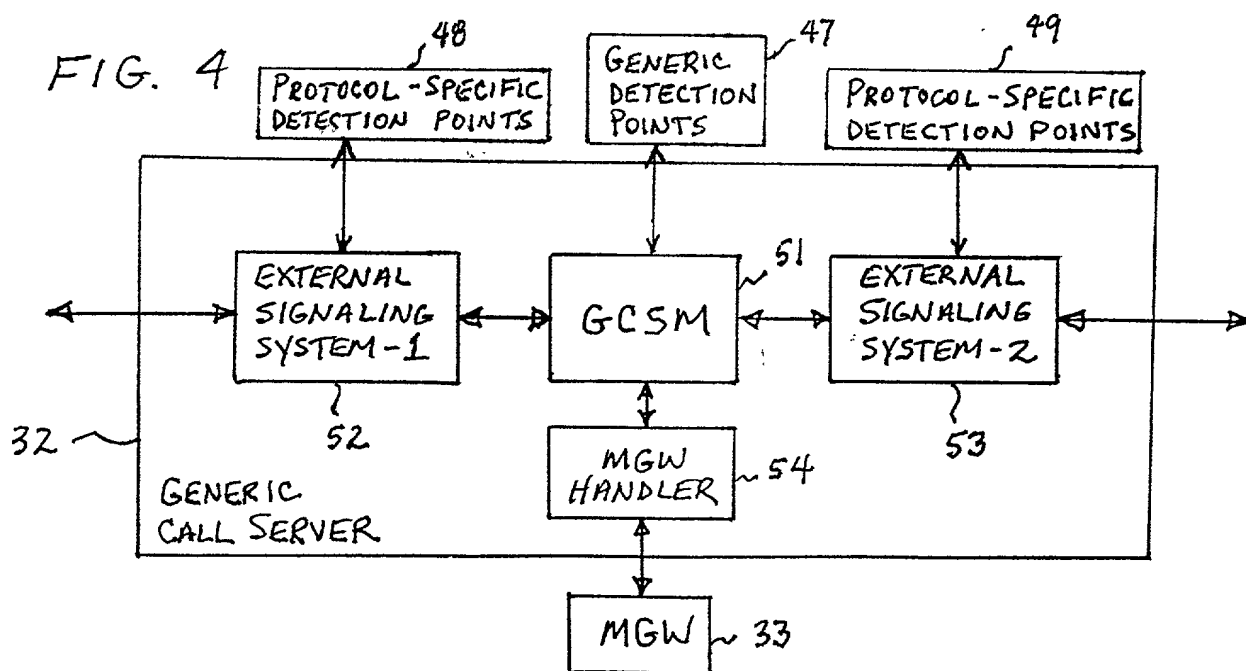 FIG. 4
48
PROTOCOL-SPECIFIC
DETECTION POINTS
47
GENERIC
DETECTION
POINTS
49
PROTOCOL-SPECIFIC
DETECTION POINTS
EXTERNAL
SIGNALING
SYSTEM-1
52
51
GCSM
EXTERNAL
SIGNALING
SYSTEM-2
53
MGW
HANDLER
54
32
GENERIC
CALL SERVER
MGW
33